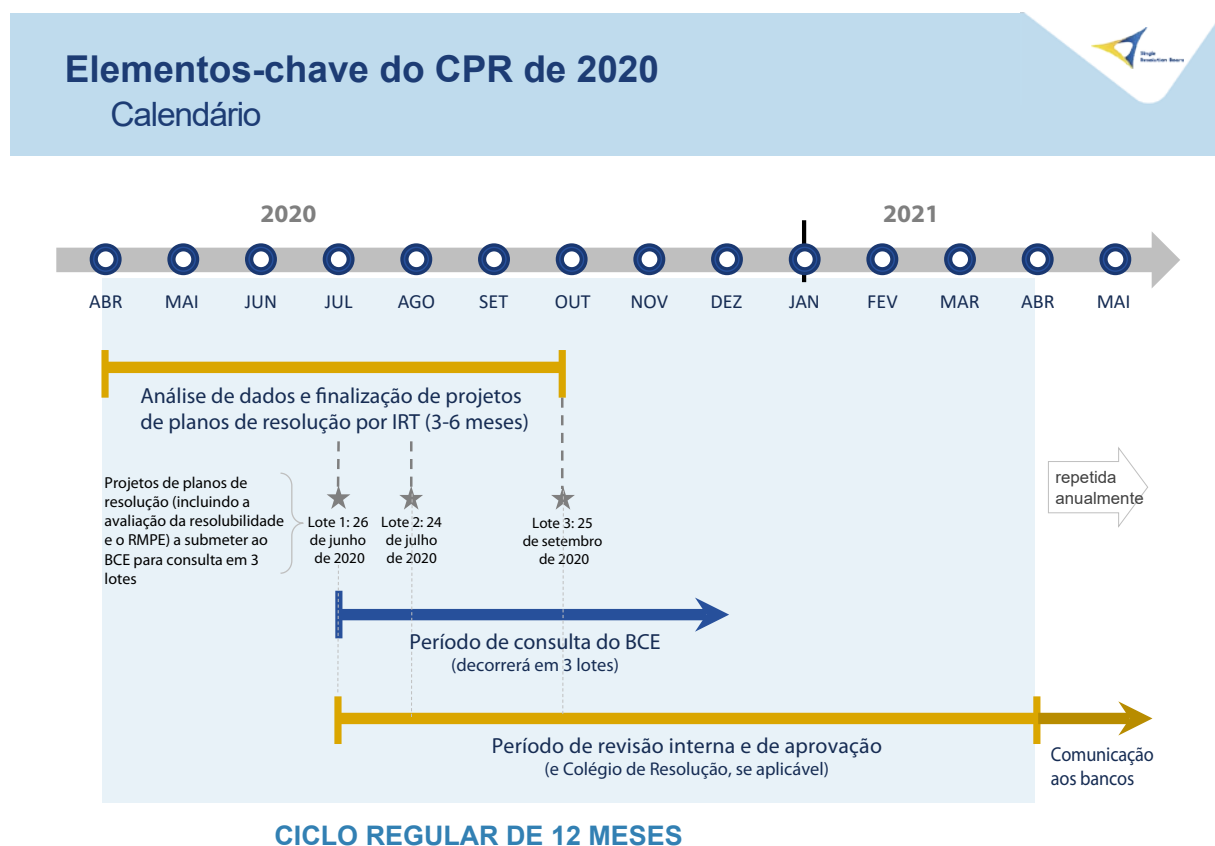 Elementos-chave do CPR de 2020
Calendário
Single
Resolution Board
2020
2021
ABR MAI JUN JUL AGO SET OUT NOV DEZ JAN FEV MAR ABR MAI
Análise de dados e finalização de projetos
de planos de resolução por IRT (3-6 meses)
Projetos de planos de
resolução (incluindo a
avaliação da resolubilidade
e o RMPE) a submeter ao
BCE para consulta em 3
lotes
Lote 1: 26
de junho
de 2020
Lote 2: 24
de julho
de 2020
Lote 3: 25
de setembro
de 2020
repetida
anualmente
Período de consulta do BCE
(decorrerá em 3 lotes)
Período de revisão interna e de aprovação
(e Colégio de Resolução, se aplicável)
Comunicação
aos bancos
CICLO REGULAR DE 12 MESES